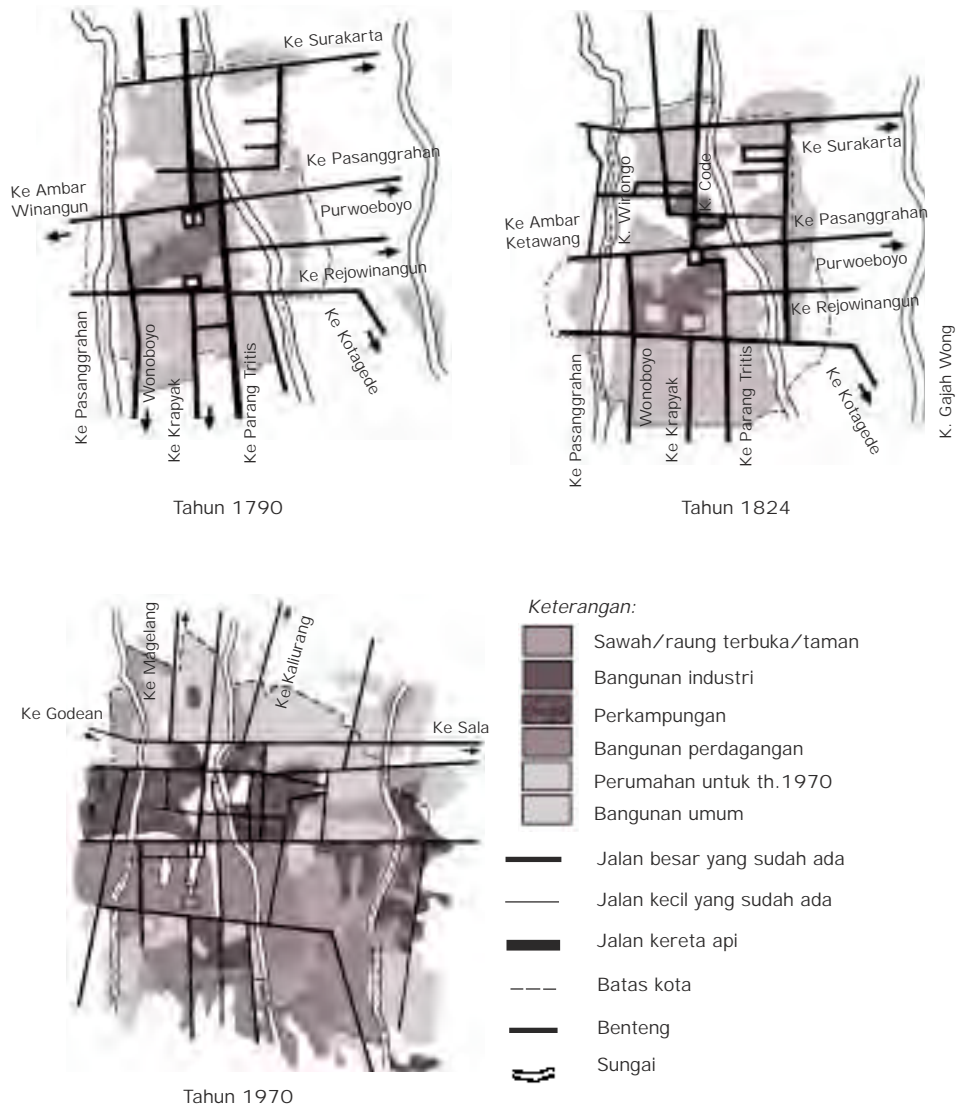 Ke Surakarta
Ke Pasanggrahan
Ke Ambar
Winangun
Purwoeboyo
Ke Rejowinangun
Ke Pasanggrahan
Wonoboyo
Ke Krapyak
Ke Parang Tritis
Ke Kotagede
Tahun 1790
Ke Surakarta
K. Winongo
K. Code
Ke Ambar
Ketawang
Ke Pasanggrahan
Purwoeboyo
Ke Rejowinangun
Ke Pasanggrahan
Wonoboyo
Ke Krapyak
Ke Parang Tritis
Ke Kotagede
K. Gajah Wong
Tahun 1824
Ke Magelang
Ke Kaliurang
Ke Godean
Ke Sala
Tahun 1970
Keterangan:
Sawah/raung terbuka/taman
Bangunan industri
Perkampungan
Bangunan perdagangan
Perumahan untuk th.1970
Bangunan umum
Jalan besar yang sudah ada
Jalan kecil yang sudah ada
Jalan kereta api
Batas kota
Benteng
Sungai